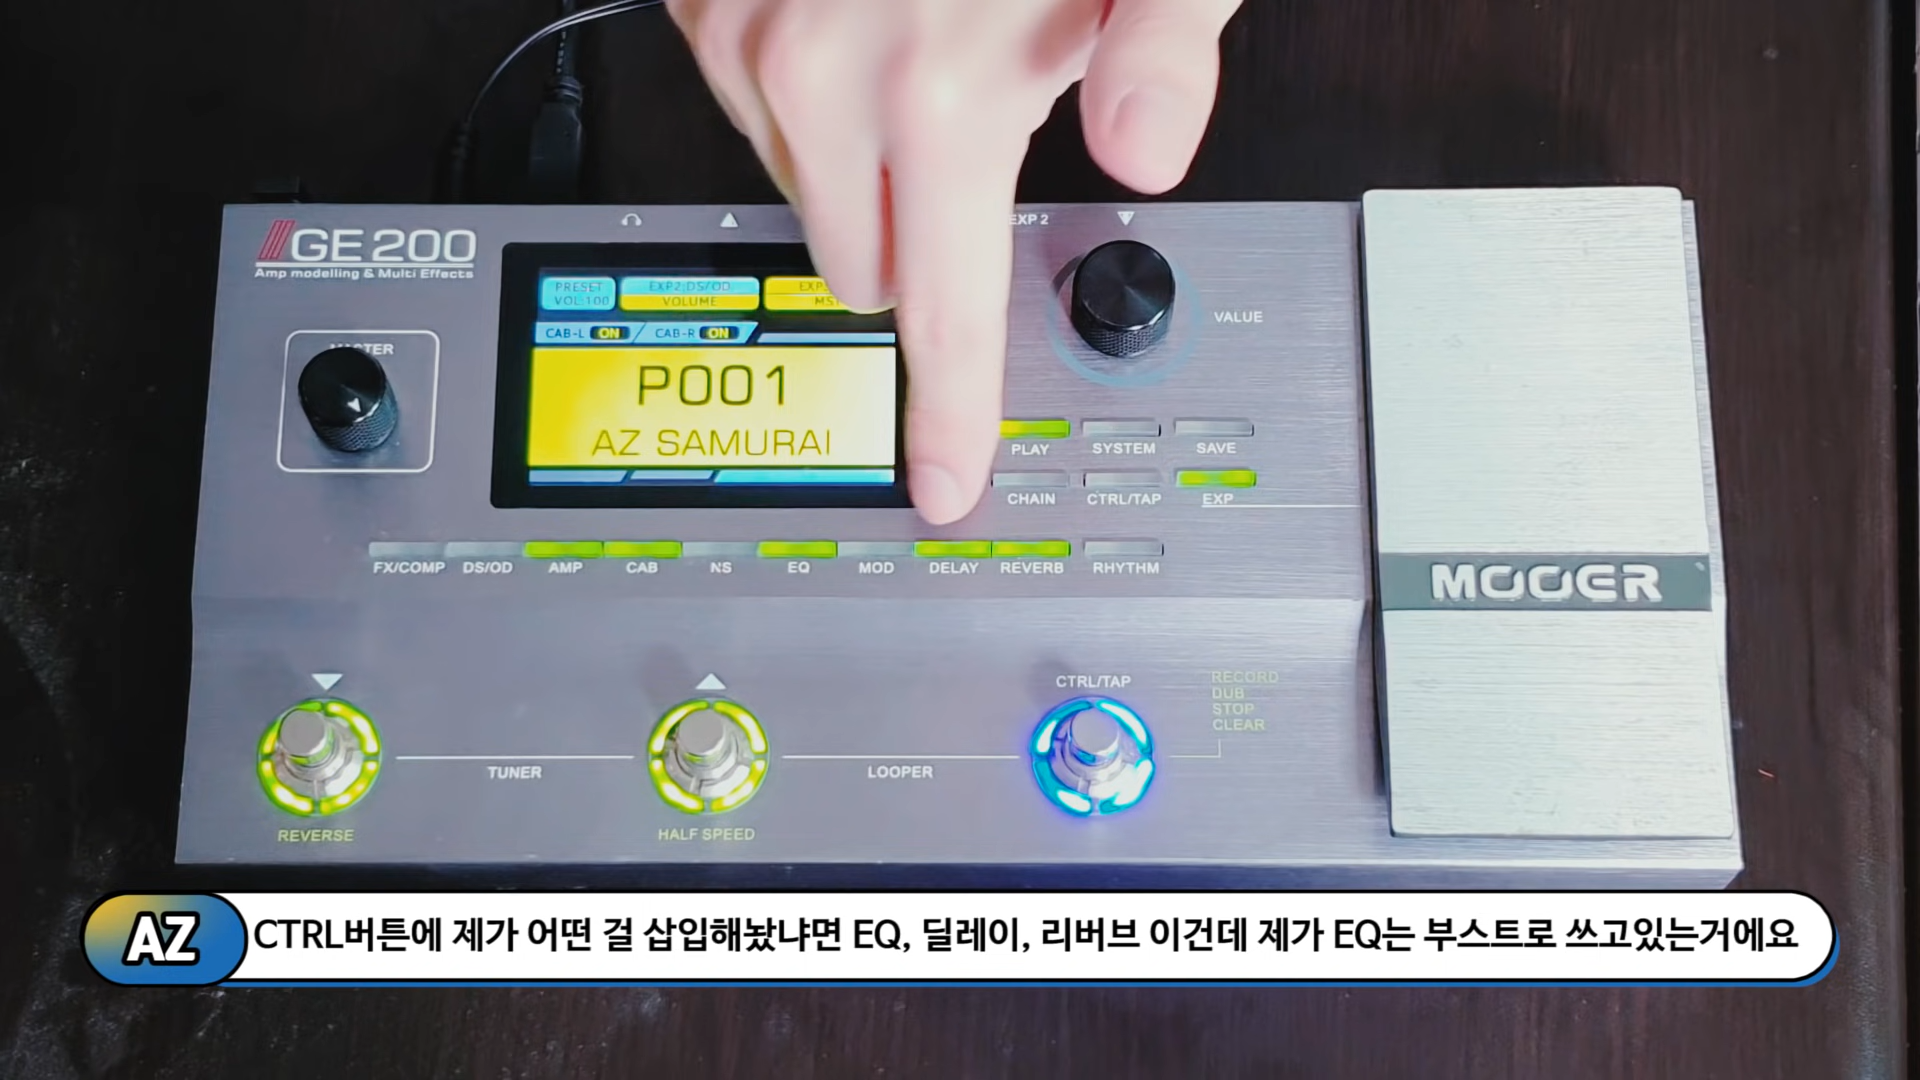 GE200
Amp modelling & Multi Effects
EXP 2
PRESET
VOL:100
EXP2,DS/OD
VOLUME
CAB-L ON
CAB-R ON
P001
AZ SAMURAI
MASTER
VALUE
PLAY
SYSTEM
SAVE
CHAIN
CTRL/TAP
EXP
FX/COMP
DS/OD
AMP
CAB
NS
EQ
MOD
DELAY
REVERB
RHYTHM
MOOER
CTRL/TAP
RECORD
DUB
STOP
CLEAR
TUNER
LOOPER
REVERSE
HALF SPEED
AZ
CTRL버튼에 제가 어떤 걸 삽입해놨냐면 EQ, 딜레이, 리버브 이건데 제가 EQ는 부스트로 쓰고있는거에요